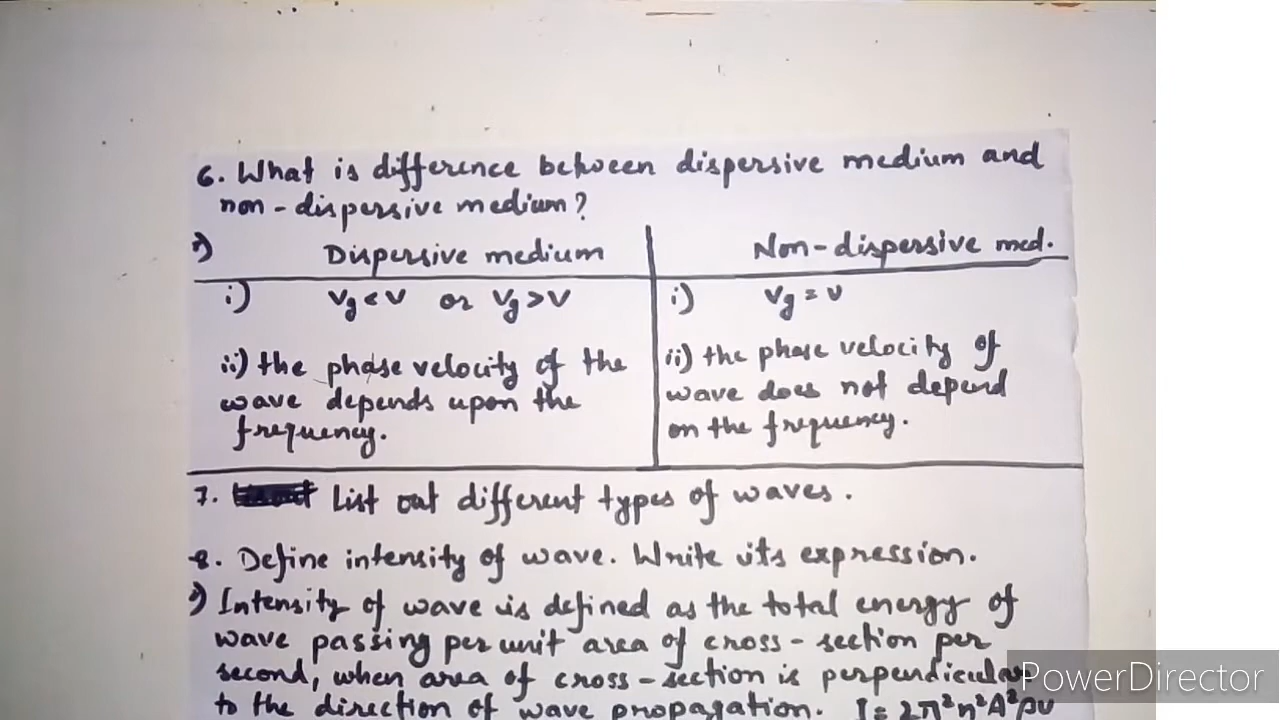 6. What is difference between dispersive medium and
non-dispersive medium?
Dispersive medium
i) Vg < V or Vg > V
ii) the phase velocity of the
wave depends upon the
frequency.
Non-dispersive med.
i) Vg = V
ii) the phase velocity of
wave does not depend
on the frequency.
7. List out different types of waves.
8. Define intensity of wave. Write its expression.
Intensity of wave is defined as the total energy of
wave passing per unit area of cross-section per
second, when area of cross-section is perpendicular
to the direction of wave propagation. I = 2π²n²A²ρv
PowerDirector